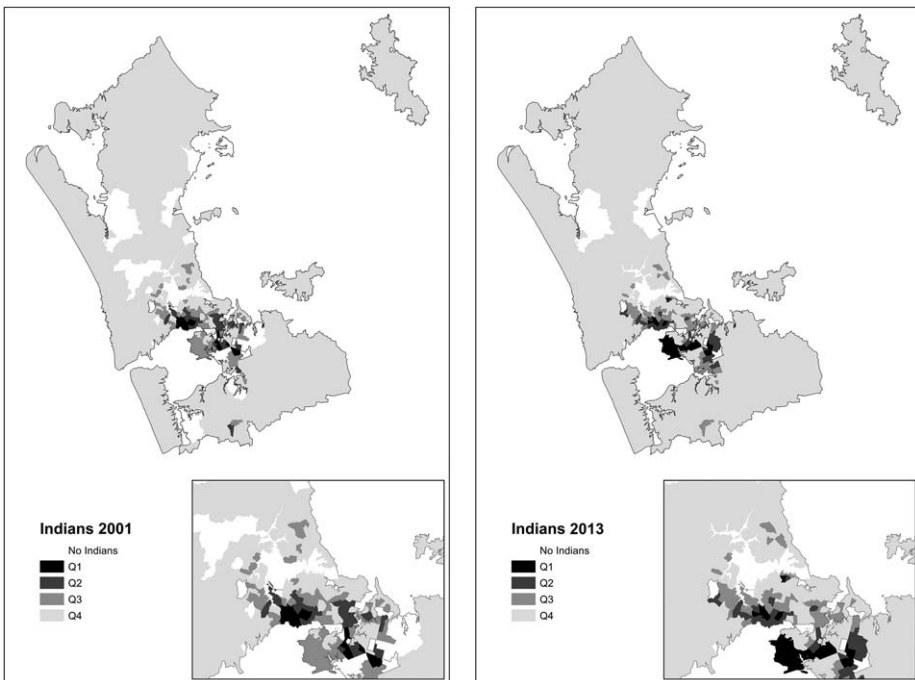 Indians 2001
No Indians
Q1
Q2
Q3
Q4
Indians 2013
No Indians
Q1
Q2
Q3
Q4